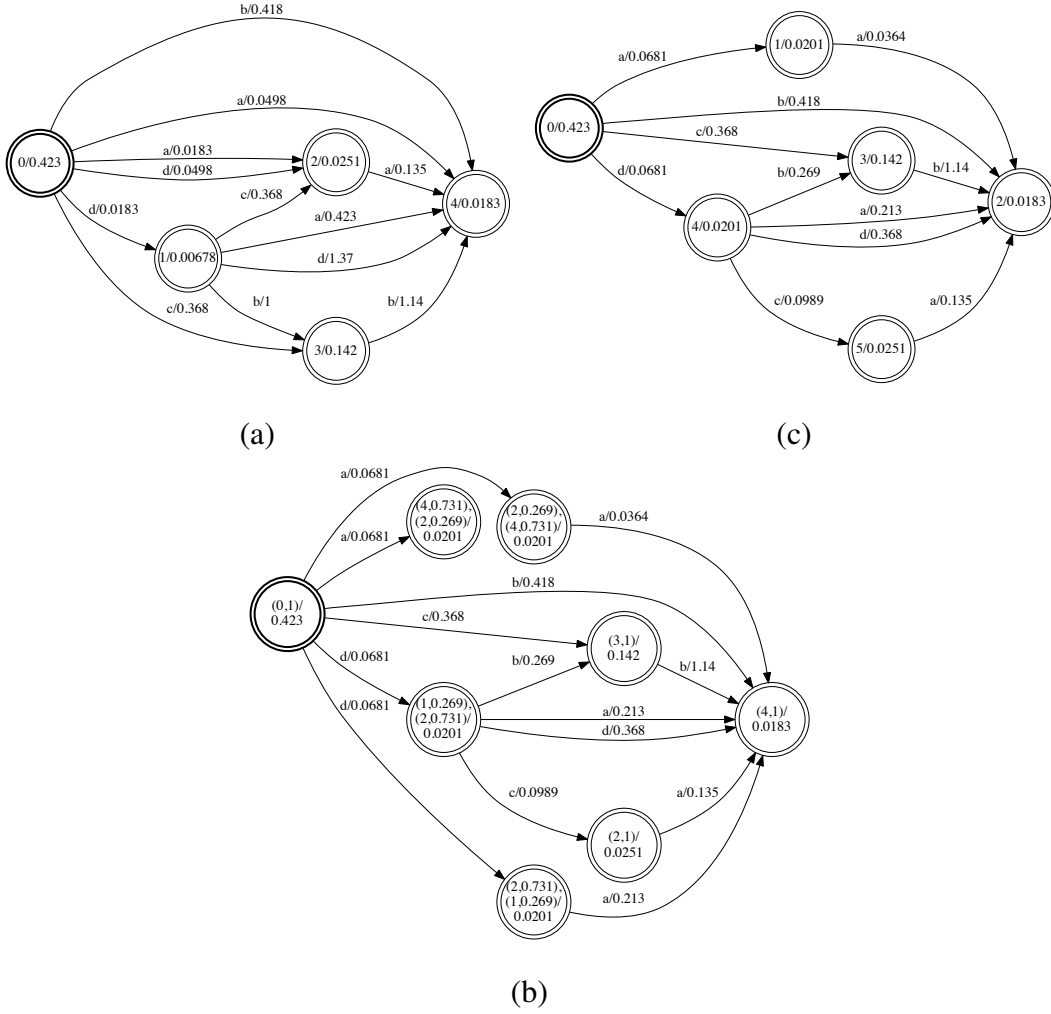 b/0.418
a/0.0498
0/0.423
a/0.0183
d/0.0498
2/0.0251
a/0.135
c/0.368
4/0.0183
d/0.0183
a/0.423
1/0.00678
d/1.37
b/1
c/0.368
b/1.14
3/0.142
(a)
1/0.0201
a/0.0364
a/0.0681
b/0.418
0/0.423
c/0.368
3/0.142
b/1.14
d/0.0681
b/0.269
a/0.213
2/0.0183
4/0.0201
d/0.368
c/0.0989
a/0.135
5/0.0251
(c)
a/0.0681
(4,0.731),
(2,0.269)/
0.0201
(2,0.269),
(4,0.731)/
0.0201
a/0.0364
a/0.0681
b/0.418
(0,1)/
0.423
c/0.368
(3,1)/
0.142
b/1.14
d/0.0681
b/0.269
d/0.0681
(1,0.269),
(2,0.731)/
0.0201
a/0.213
d/0.368
(4,1)/
0.0183
c/0.0989
a/0.135
(2,1)/
0.0251
(2,0.731),
(1,0.269)/
0.0201
a/0.213
(b)